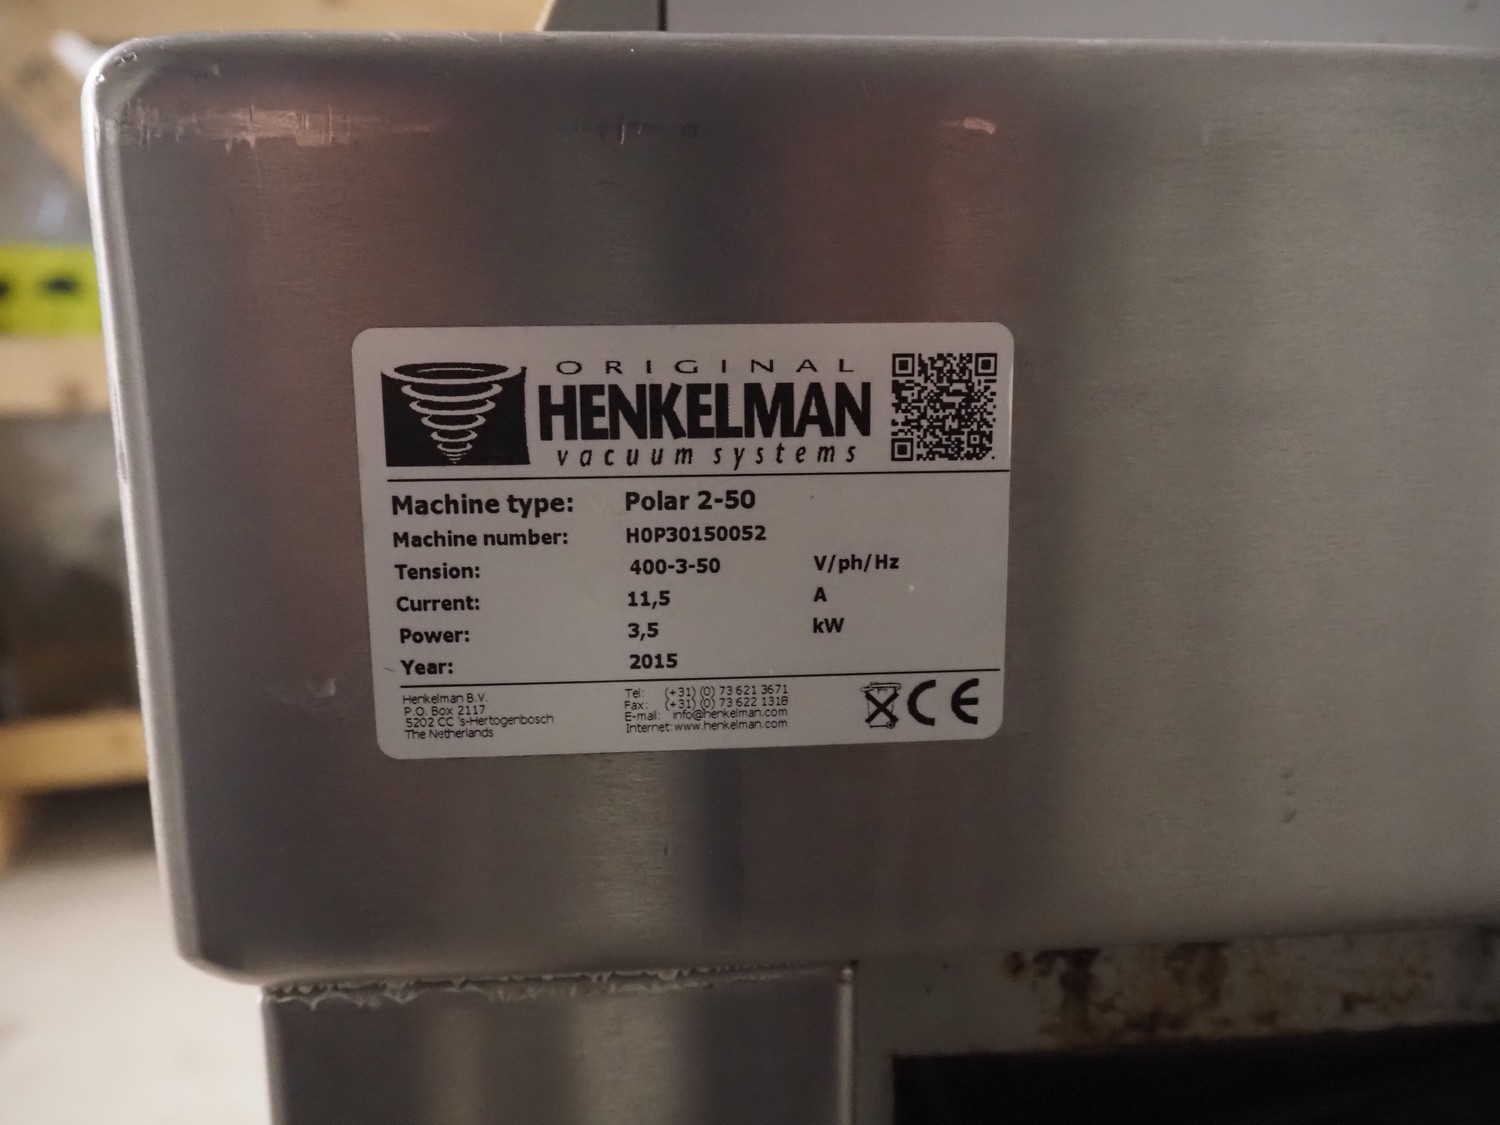 ORIGINAL
HENKELMAN
vacuum systems
Machine type: Polar 2-50
Machine number: H0P30150052
Tension: 400-3-50 V/ph/Hz
Current: 11,5 A
Power: 3,5 kW
Year: 2015
Henkelman B.V.
P.O. Box 2117
5202 CC 's-Hertogenbosch
The Netherlands
Tel: (+31) (0) 73 621 3671
Fax: (+31) (0) 73 622 1318
E-mail: info@henkelman.com
Internet: www.henkelman.com
CE